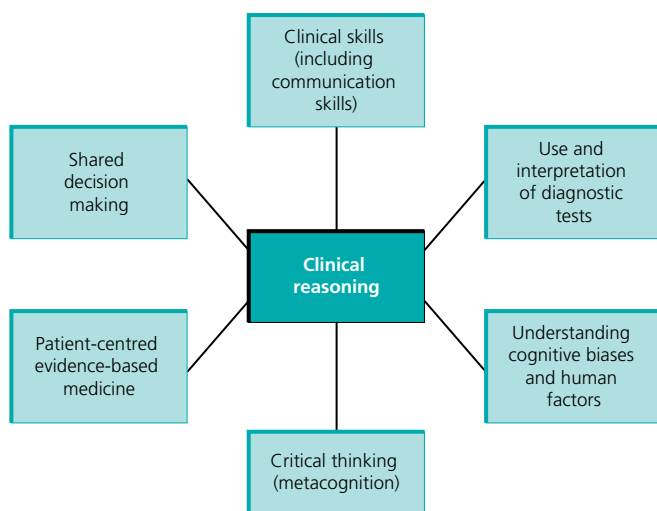 Clinical skills
(including
communication
skills)
Shared
decision
making
Use and
interpretation
of diagnostic
tests
Clinical
reasoning
Patient-centred
evidence-based
medicine
Understanding
cognitive biases
and human
factors
Critical thinking
(metacognition)